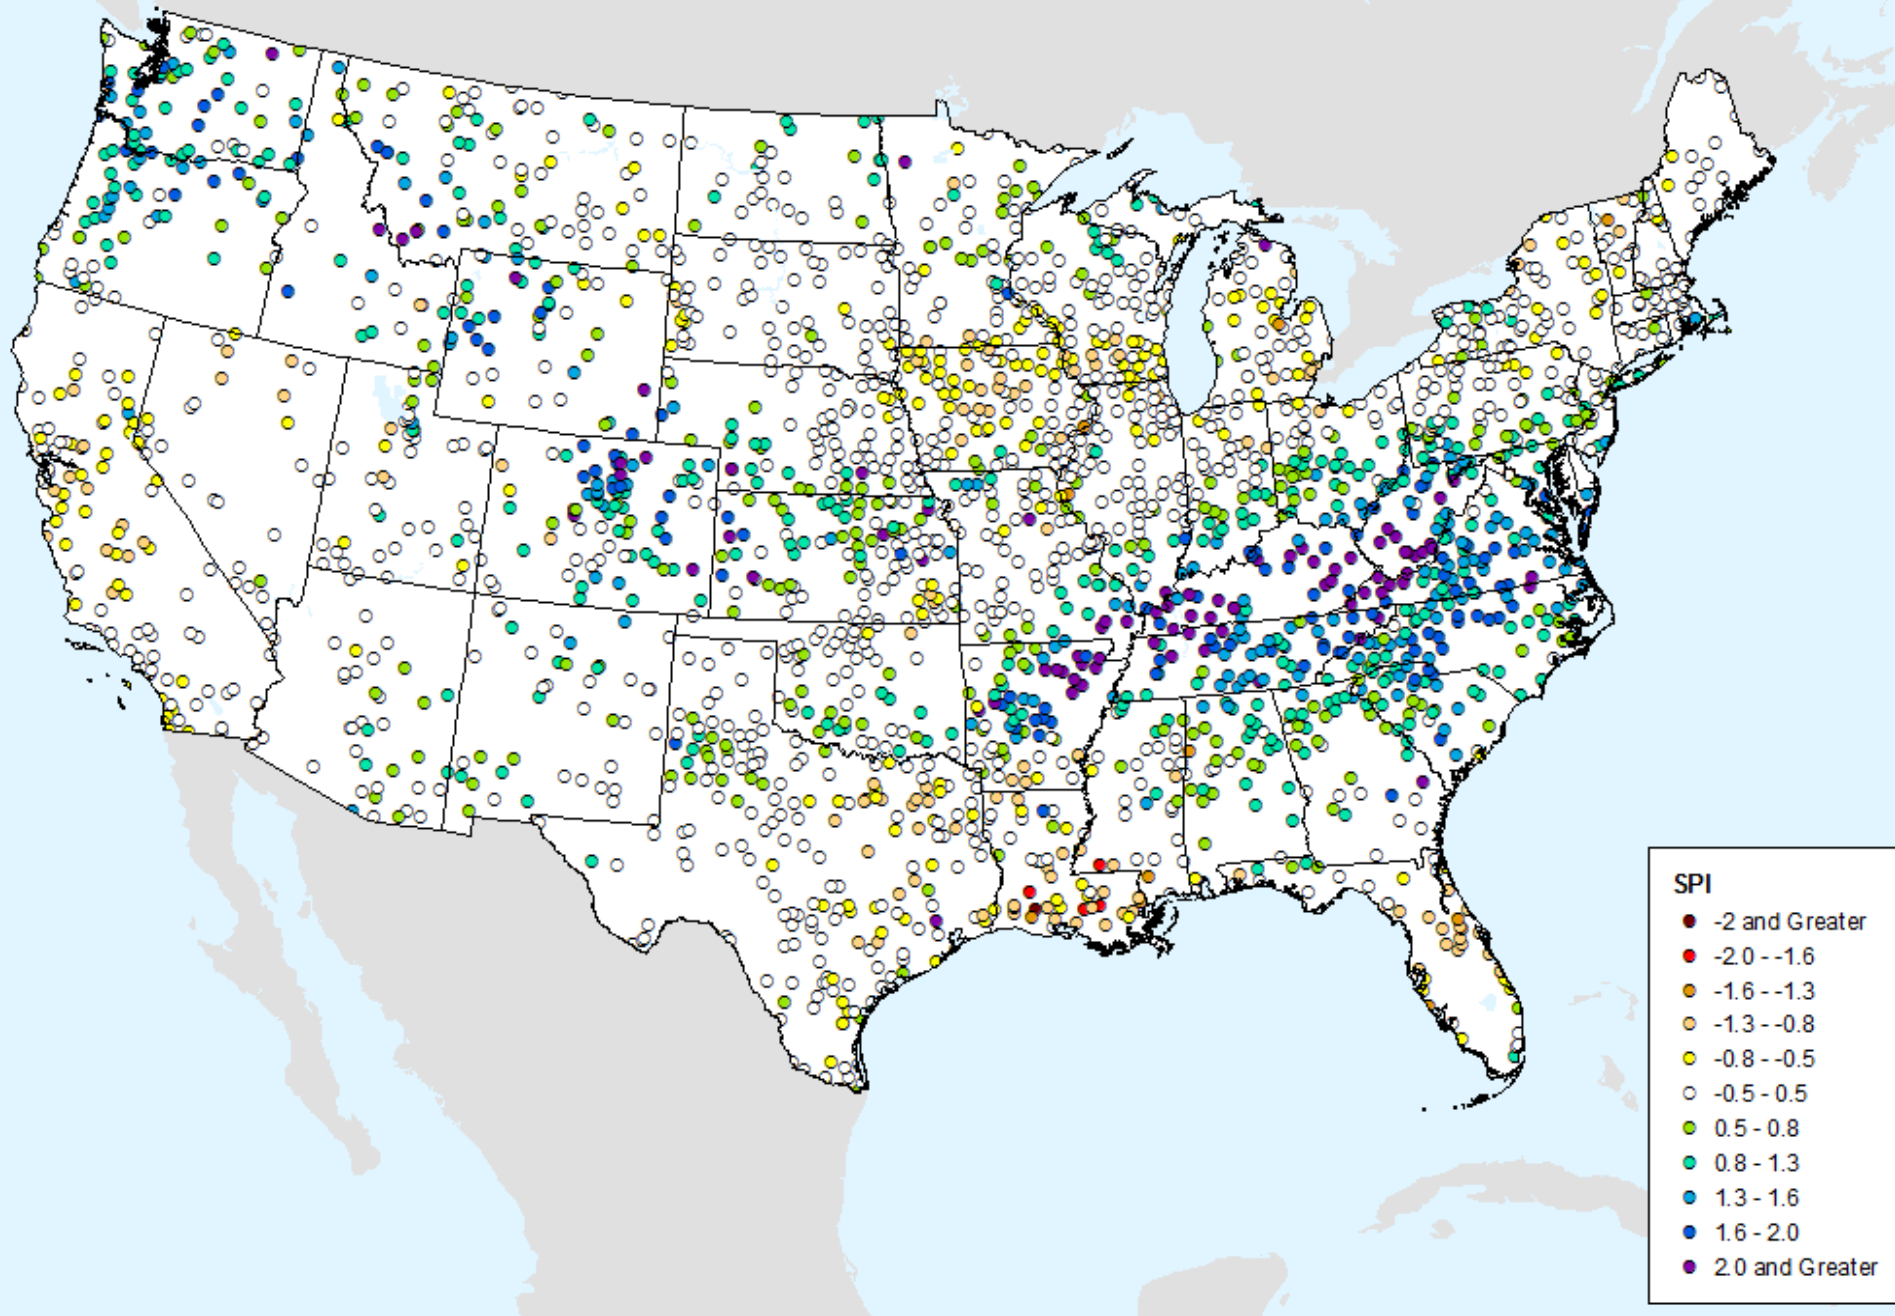 SPI
-2 and Greater
-2.0 - -1.6
-1.6 - -1.3
-1.3 - -0.8
-0.8 - -0.5
-0.5 - 0.5
0.5 - 0.8
0.8 - 1.3
1.3 - 1.6
1.6 - 2.0
2.0 and Greater